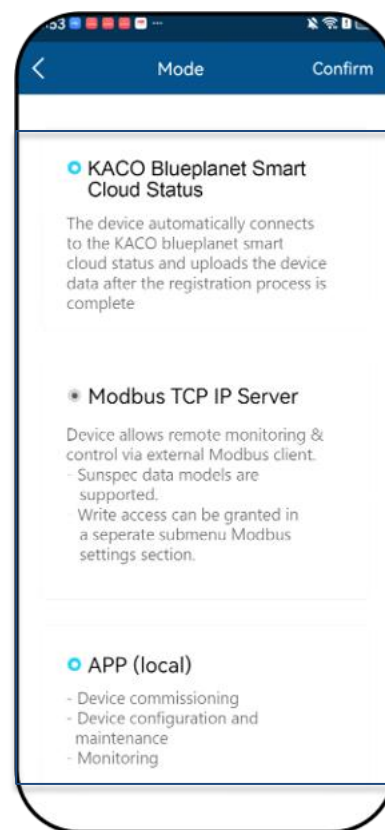 :53
Mode
Confirm
KACO Blueplanet Smart
Cloud Status
The device automatically connects
to the KACO blueplanet smart
cloud status and uploads the device
data after the registration process is
complete
Modbus TCP IP Server
Device allows remote monitoring &
control via external Modbus client.
- Sunspec data models are
supported.
- Write access can be granted in
a seperate submenu Modbus
settings section.
APP (local)
- Device commissioning
- Device configuration and
maintenance
- Monitoring